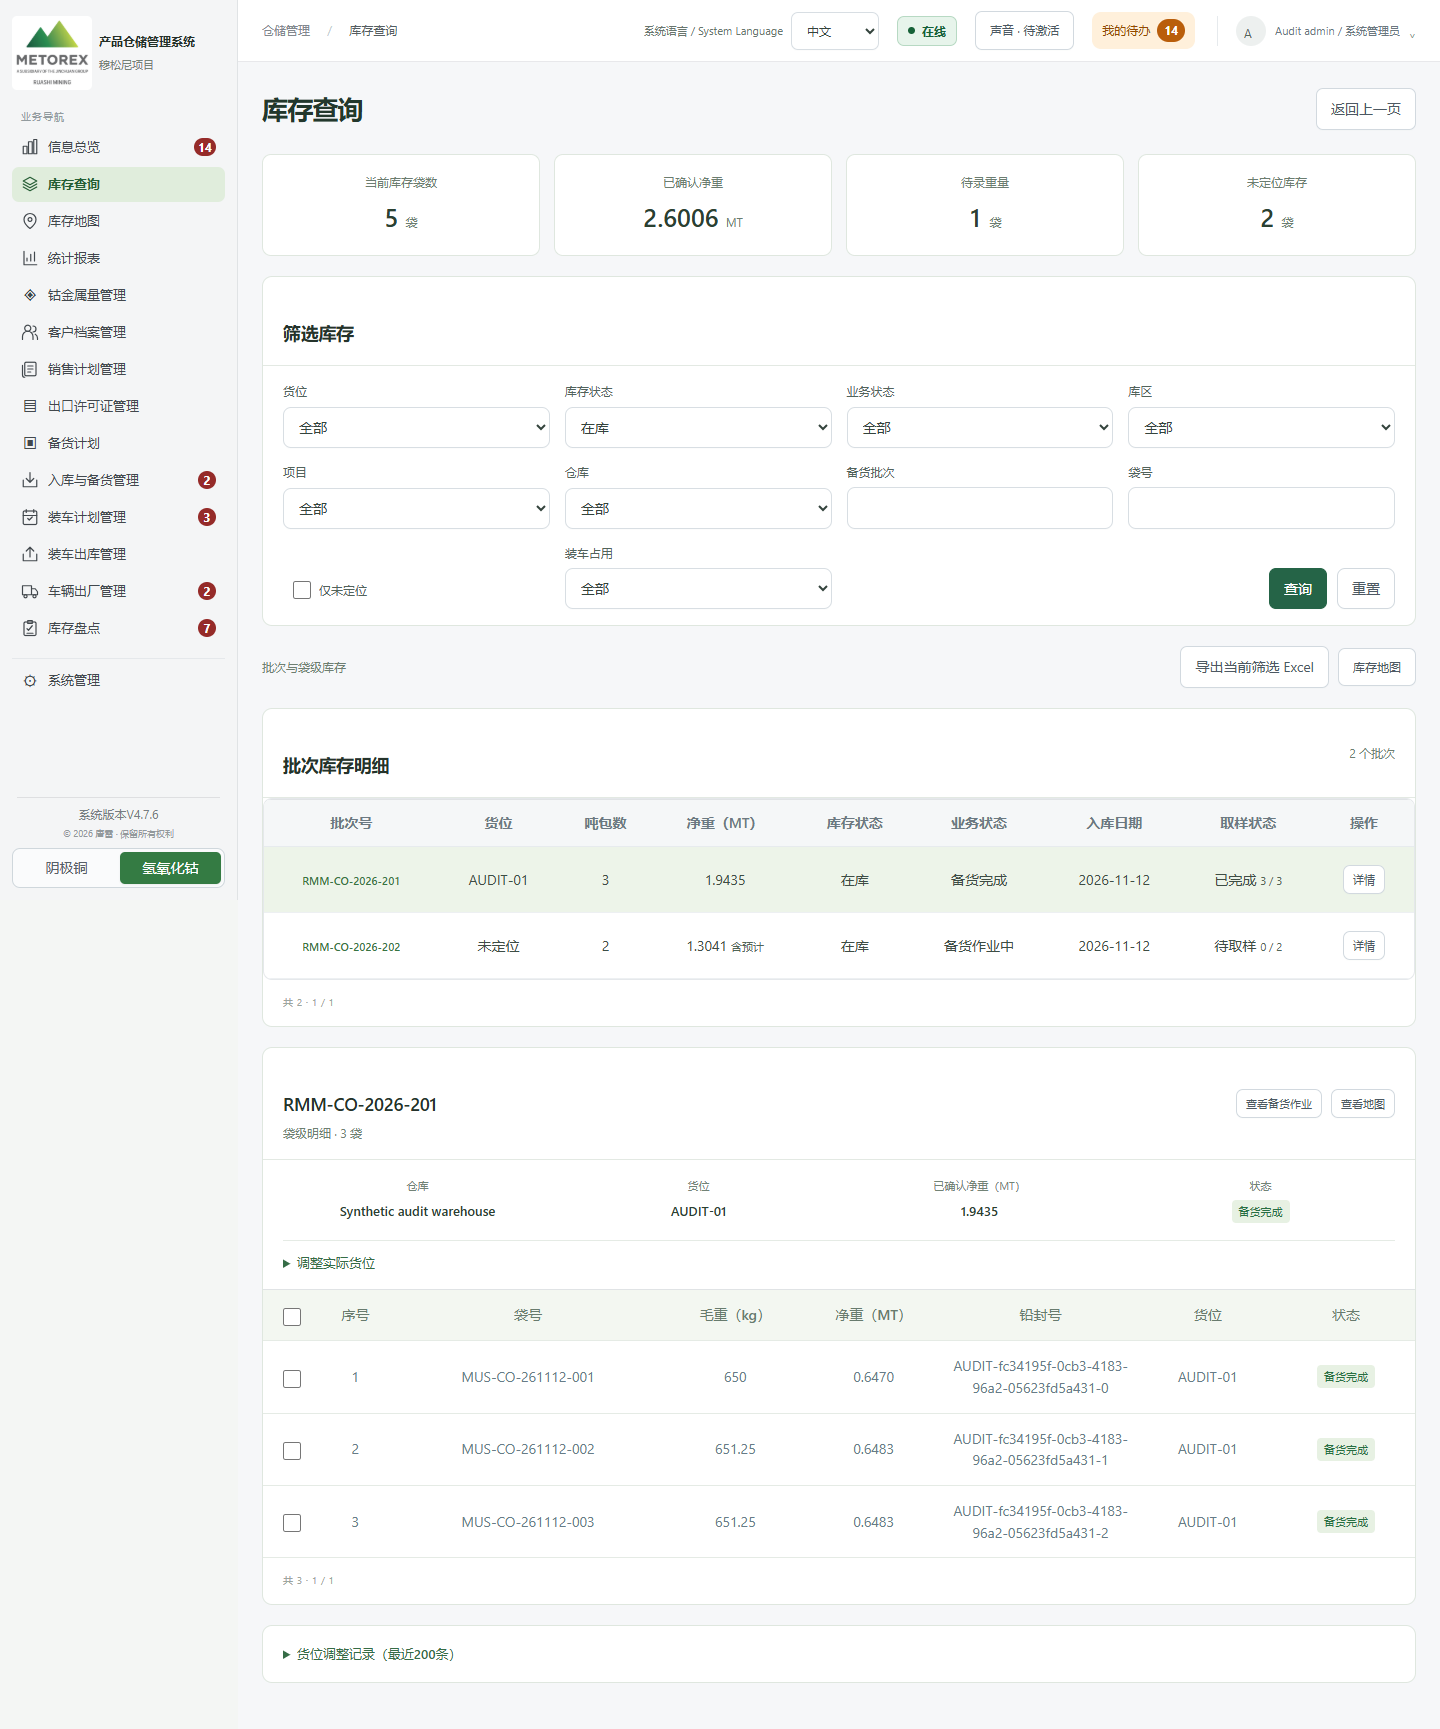 METOREX
A SUBSIDIARY OF THE JINCHUAN GROUP
RUASHI MINING
产品仓储管理系统
穆松尼项目
业务导航
信息总览 14
库存查询
库存地图
统计报表
钴金属量管理
客户档案管理
销售计划管理
出口许可证管理
备货计划
入库与备货管理 2
装车计划管理 3
装车出库管理
车辆出厂管理 2
库存盘点 7
系统管理
系统版本V4.7.6
阴极铜 氢氧化钴
仓储管理 / 库存查询
系统语言 / System Language 中文 在线 声音 · 待激活 我的待办 14 A Audit admin / 系统管理员
库存查询 返回上一页
当前库存袋数 已确认净重 待录重量 未定位库存
5 袋 2.6006 MT 1 袋 2 袋
筛选库存
货位 库存状态 业务状态 库区
全部 在库 全部 全部
项目 仓库 备货批次 袋号
全部 全部
装车占用
仅未定位 全部 查询 重置
批次与袋级库存 导出当前筛选 Excel 库存地图
批次库存明细 2 个批次
批次号 货位 吨包数 净重（MT） 库存状态 业务状态 入库日期 取样状态 操作
RMM-CO-2026-201 AUDIT-01 3 1.9435 在库 备货完成 2026-11-12 已完成 3 / 3 详情
RMM-CO-2026-202 未定位 2 1.3041 含预计 在库 备货作业中 2026-11-12 待取样 0 / 2 详情
共 2 · 1 / 1
RMM-CO-2026-201 查看备货作业 查看地图
袋级明细 · 3 袋
仓库 货位 已确认净重（MT） 状态
Synthetic audit warehouse AUDIT-01 1.9435 备货完成
调整实际货位
序号 袋号 毛重（kg） 净重（MT） 铅封号 货位 状态
1 MUS-CO-261112-001 650 0.6470 AUDIT-fc34195f-0cb3-4183-96a2-05623fd5a431-0 AUDIT-01 备货完成
2 MUS-CO-261112-002 651.25 0.6483 AUDIT-fc34195f-0cb3-4183-96a2-05623fd5a431-1 AUDIT-01 备货完成
3 MUS-CO-261112-003 651.25 0.6483 AUDIT-fc34195f-0cb3-4183-96a2-05623fd5a431-2 AUDIT-01 备货完成
共 3 · 1 / 1
货位调整记录（最近200条）